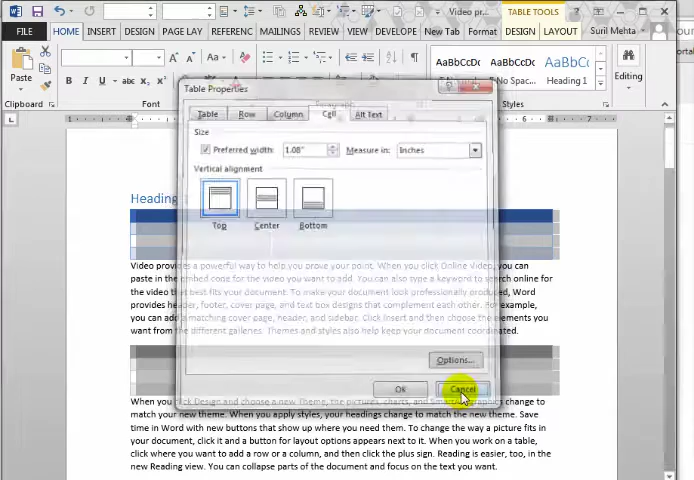 Video pr...
TABLE TOOLS
FILE HOME INSERT DESIGN PAGE LAY REFERENC MAILINGS REVIEW VIEW DEVELOPE New Tab Format DESIGN LAYOUT Suril Mehta
Paste
AaBbCcDc AaBbCcDc AaBbCc
No Spac... Heading 1
Editing
Clipboard Font Paragraph Styles
Table Properties
Table Row Column Cell Alt Text
Size
Preferred width: 1.08" Measure in: Inches
Vertical alignment
Top Center Bottom
Options...
OK Cancel
Heading
Video provides a powerful way to help you prove your point. When you click Online Video, you can
paste in the embed code for the video you want to add. You can also type a keyword to search online for
the video that best fits your document. To make your document look professionally produced, Word
provides header, footer, cover page, and text box designs that complement each other. For example,
you can add a matching cover page, header, and sidebar. Click Insert and then choose the elements you
want from the different galleries. Themes and styles also help keep your document coordinated.
When you click Design and choose a new Theme, the pictures, charts, and SmartArt graphics change to
match your new theme. When you apply styles, your headings change to match the new theme. Save
time in Word with new buttons that show up where you need them. To change the way a picture fits in
your document, click it and a button for layout options appears next to it. When you work on a table,
click where you want to add a row or a column, and then click the plus sign. Reading is easier, too, in the
new Reading view. You can collapse parts of the document and focus on the text you want.